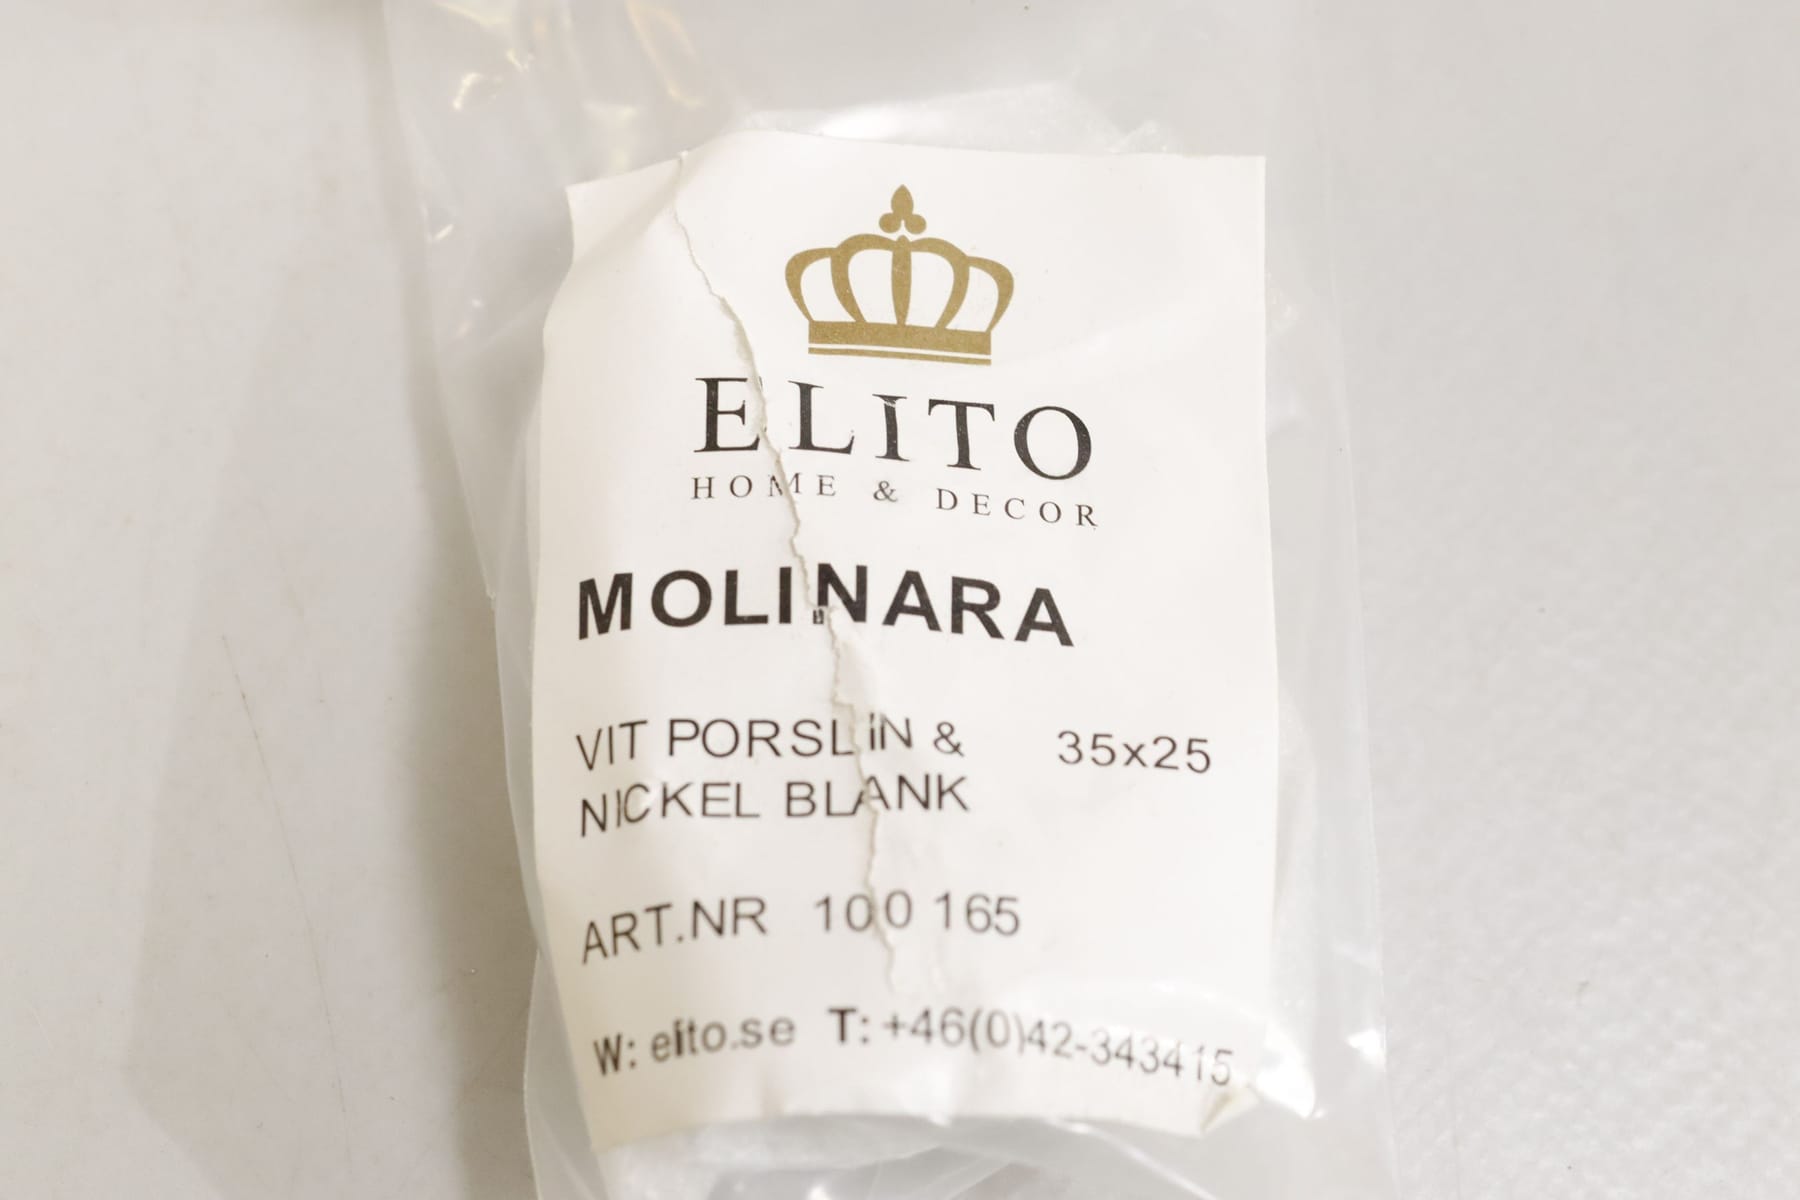 ELITO
HOME & DECOR
MOLINARA
VIT PORSLIN & 35x25
NICKEL BLANK
ART.NR 100 165
W: elito.se T: +46(0)42-343415